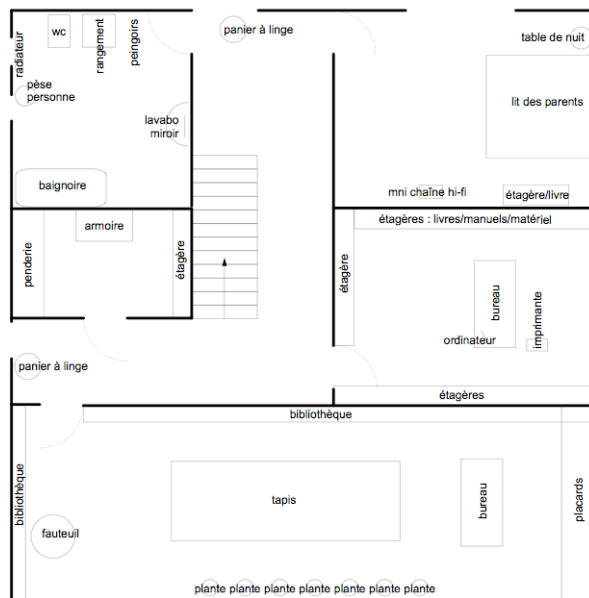 wc
rangement
peingoirs
radiateur
panier à linge
table de nuit
pèse
personne
lit des parents
lavabo
miroir
baignoire
mni chaîne hi-fi
étagère/livre
armoire
étagères : livres/manuels/matériel
penderie
étagère
étagère
bureau
imprimante
ordinateur
panier à linge
étagères
bibliothèque
bibliothèque
tapis
bureau
placards
fauteuil
plante plante plante plante plante plante plante